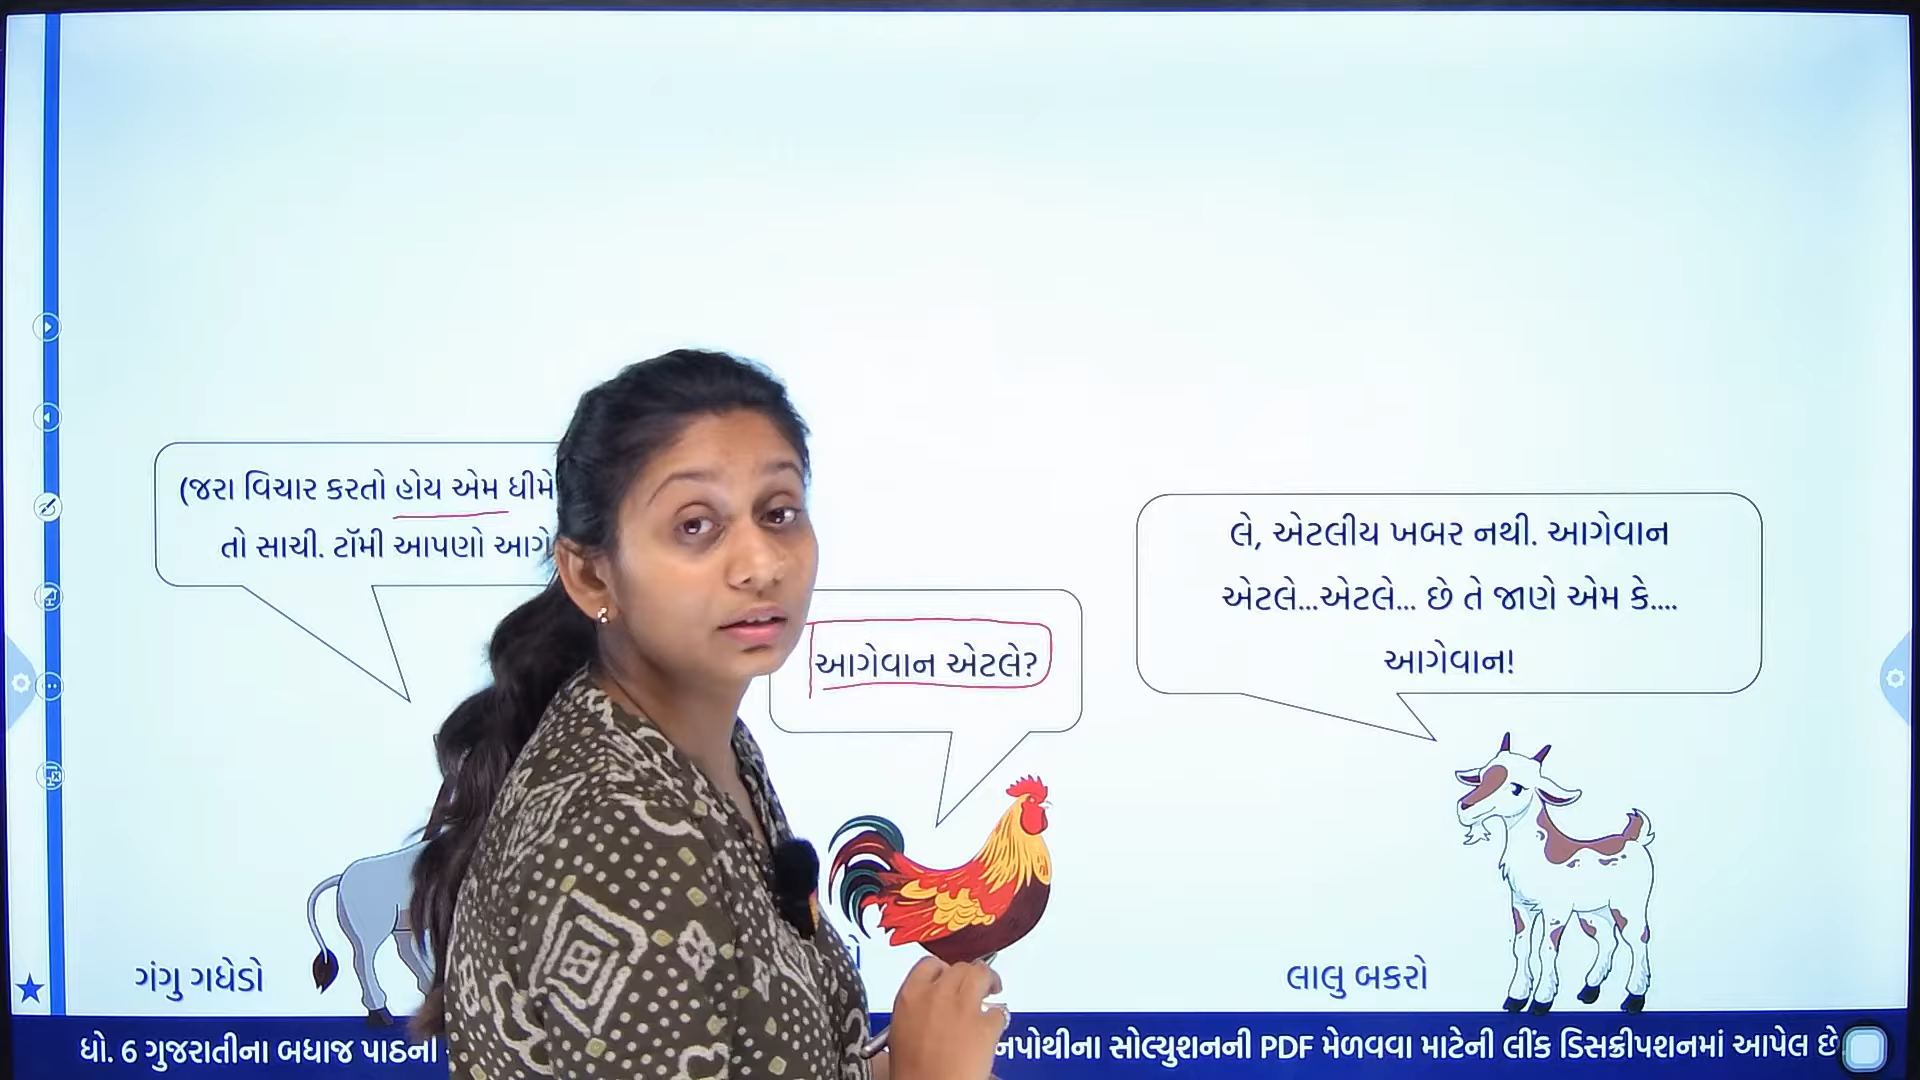 (જરા વિચાર કરતો હોય એમ ધીમે
તો સાચી. ટૉમી આપણો આગે
આગેવાન એટલે?
લે, એટલીય ખબર નથી. આગેવાન
એટલે...એટલે... છે તે જાણે એમ કે....
આગેવાન!
ગંગુ ગધેડો
લાલુ બકરો
ધો. 6 ગુજરાતીના બધાજ પાઠના
નપોથીના સોલ્યુશનની PDF મેળવવા માટેની લીંક ડિસક્રીપશનમાં આપેલ છે